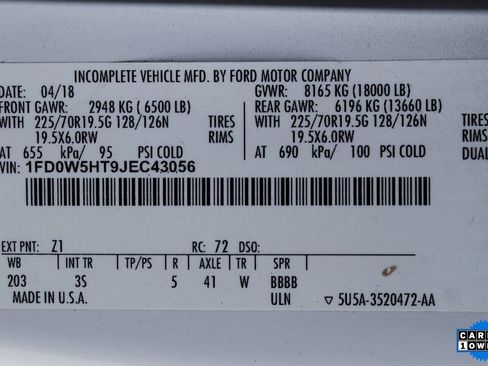 INCOMPLETE VEHICLE MFD. BY FORD MOTOR COMPANY
DATE: 04/18 GVWR: 8165 KG (18000 LB)
FRONT GAWR: 2948 KG ( 6500 LB) REAR GAWR: 6196 KG (13660 LB)
WITH 225/70R19.5G 128/126N TIRES WITH 225/70R19.5G 128/126N TIRES
19.5X6.0RW RIMS 19.5X6.0RW RIMS
AT 655 kPa/ 95 PSI COLD AT 690 kPa/ 100 PSI COLD DUAL
VIN: 1FD0W5HT9JEC43056
EXT PNT: Z1 RC: 72 DSO:
WB INT TR TP/PS R AXLE TR SPR
203 3S 5 41 W BBBB
MADE IN U.S.A. ULN ▽ 5U5A-3520472-AA
1 OWN